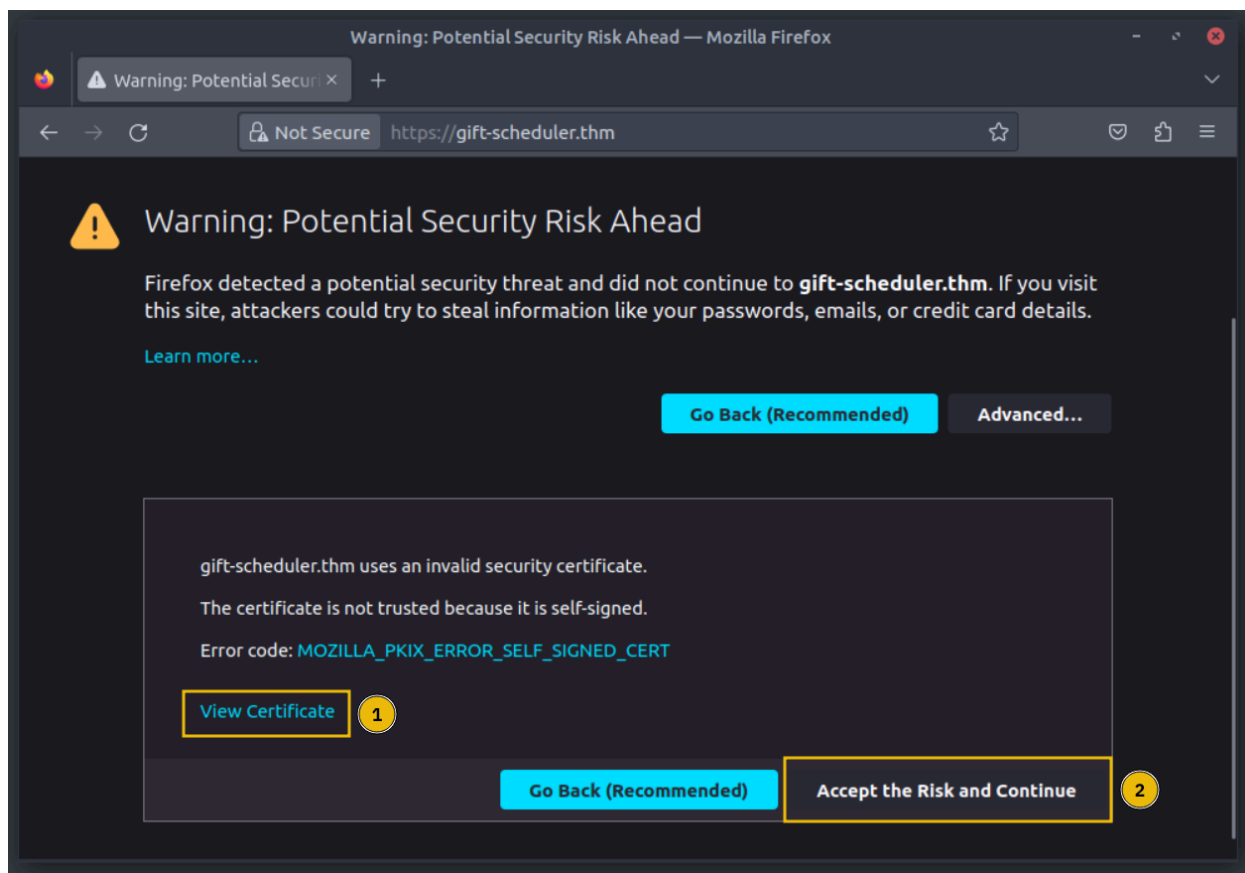 Warning: Potential Security Risk Ahead — Mozilla Firefox
Warning: Potential Securi
Not Secure https://gift-scheduler.thm
Warning: Potential Security Risk Ahead
Firefox detected a potential security threat and did not continue to gift-scheduler.thm. If you visit
this site, attackers could try to steal information like your passwords, emails, or credit card details.
Learn more…
Go Back (Recommended) Advanced…
gift-scheduler.thm uses an invalid security certificate.
The certificate is not trusted because it is self-signed.
Error code: MOZILLA_PKIX_ERROR_SELF_SIGNED_CERT
View Certificate 1
Go Back (Recommended) Accept the Risk and Continue 2